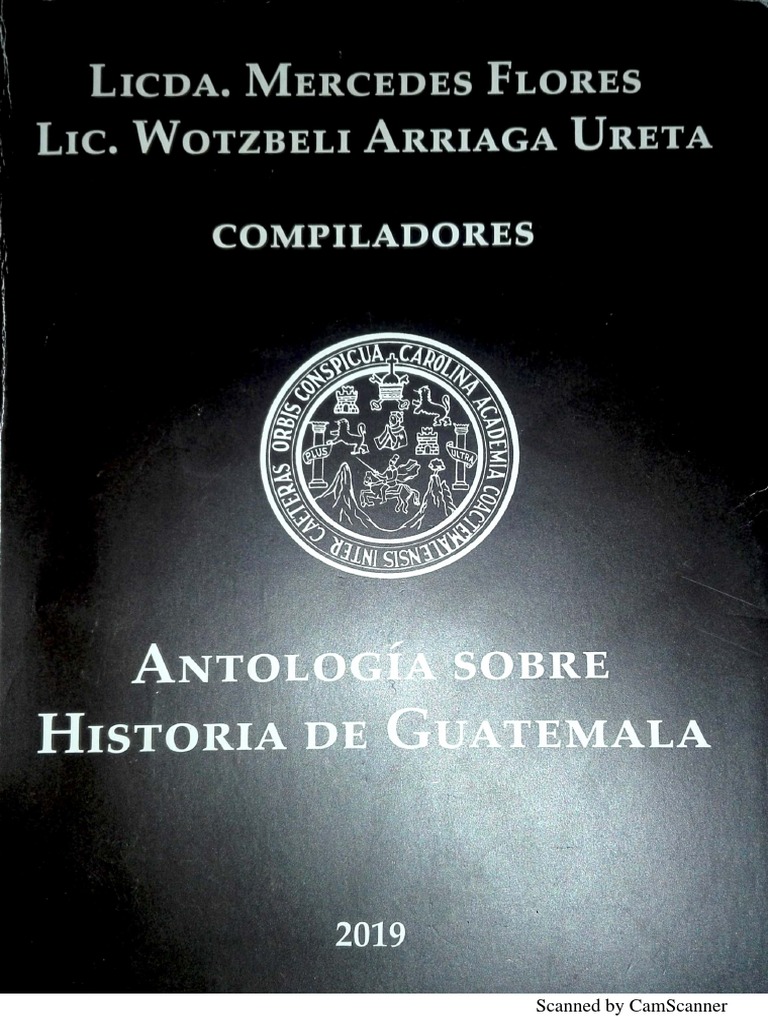 LICDA. MERCEDES FLORES
LIC. WOTZBELI ARRIAGA URETA
COMPILADORES
CAETERAS ORBIS CONSPICUA CAROLINA ACADEMIA COACTEMALENSIS INTER
PLUS
ULTRA
ANTOLOGÍA SOBRE
HISTORIA DE GUATEMALA
2019
Scanned by CamScanner